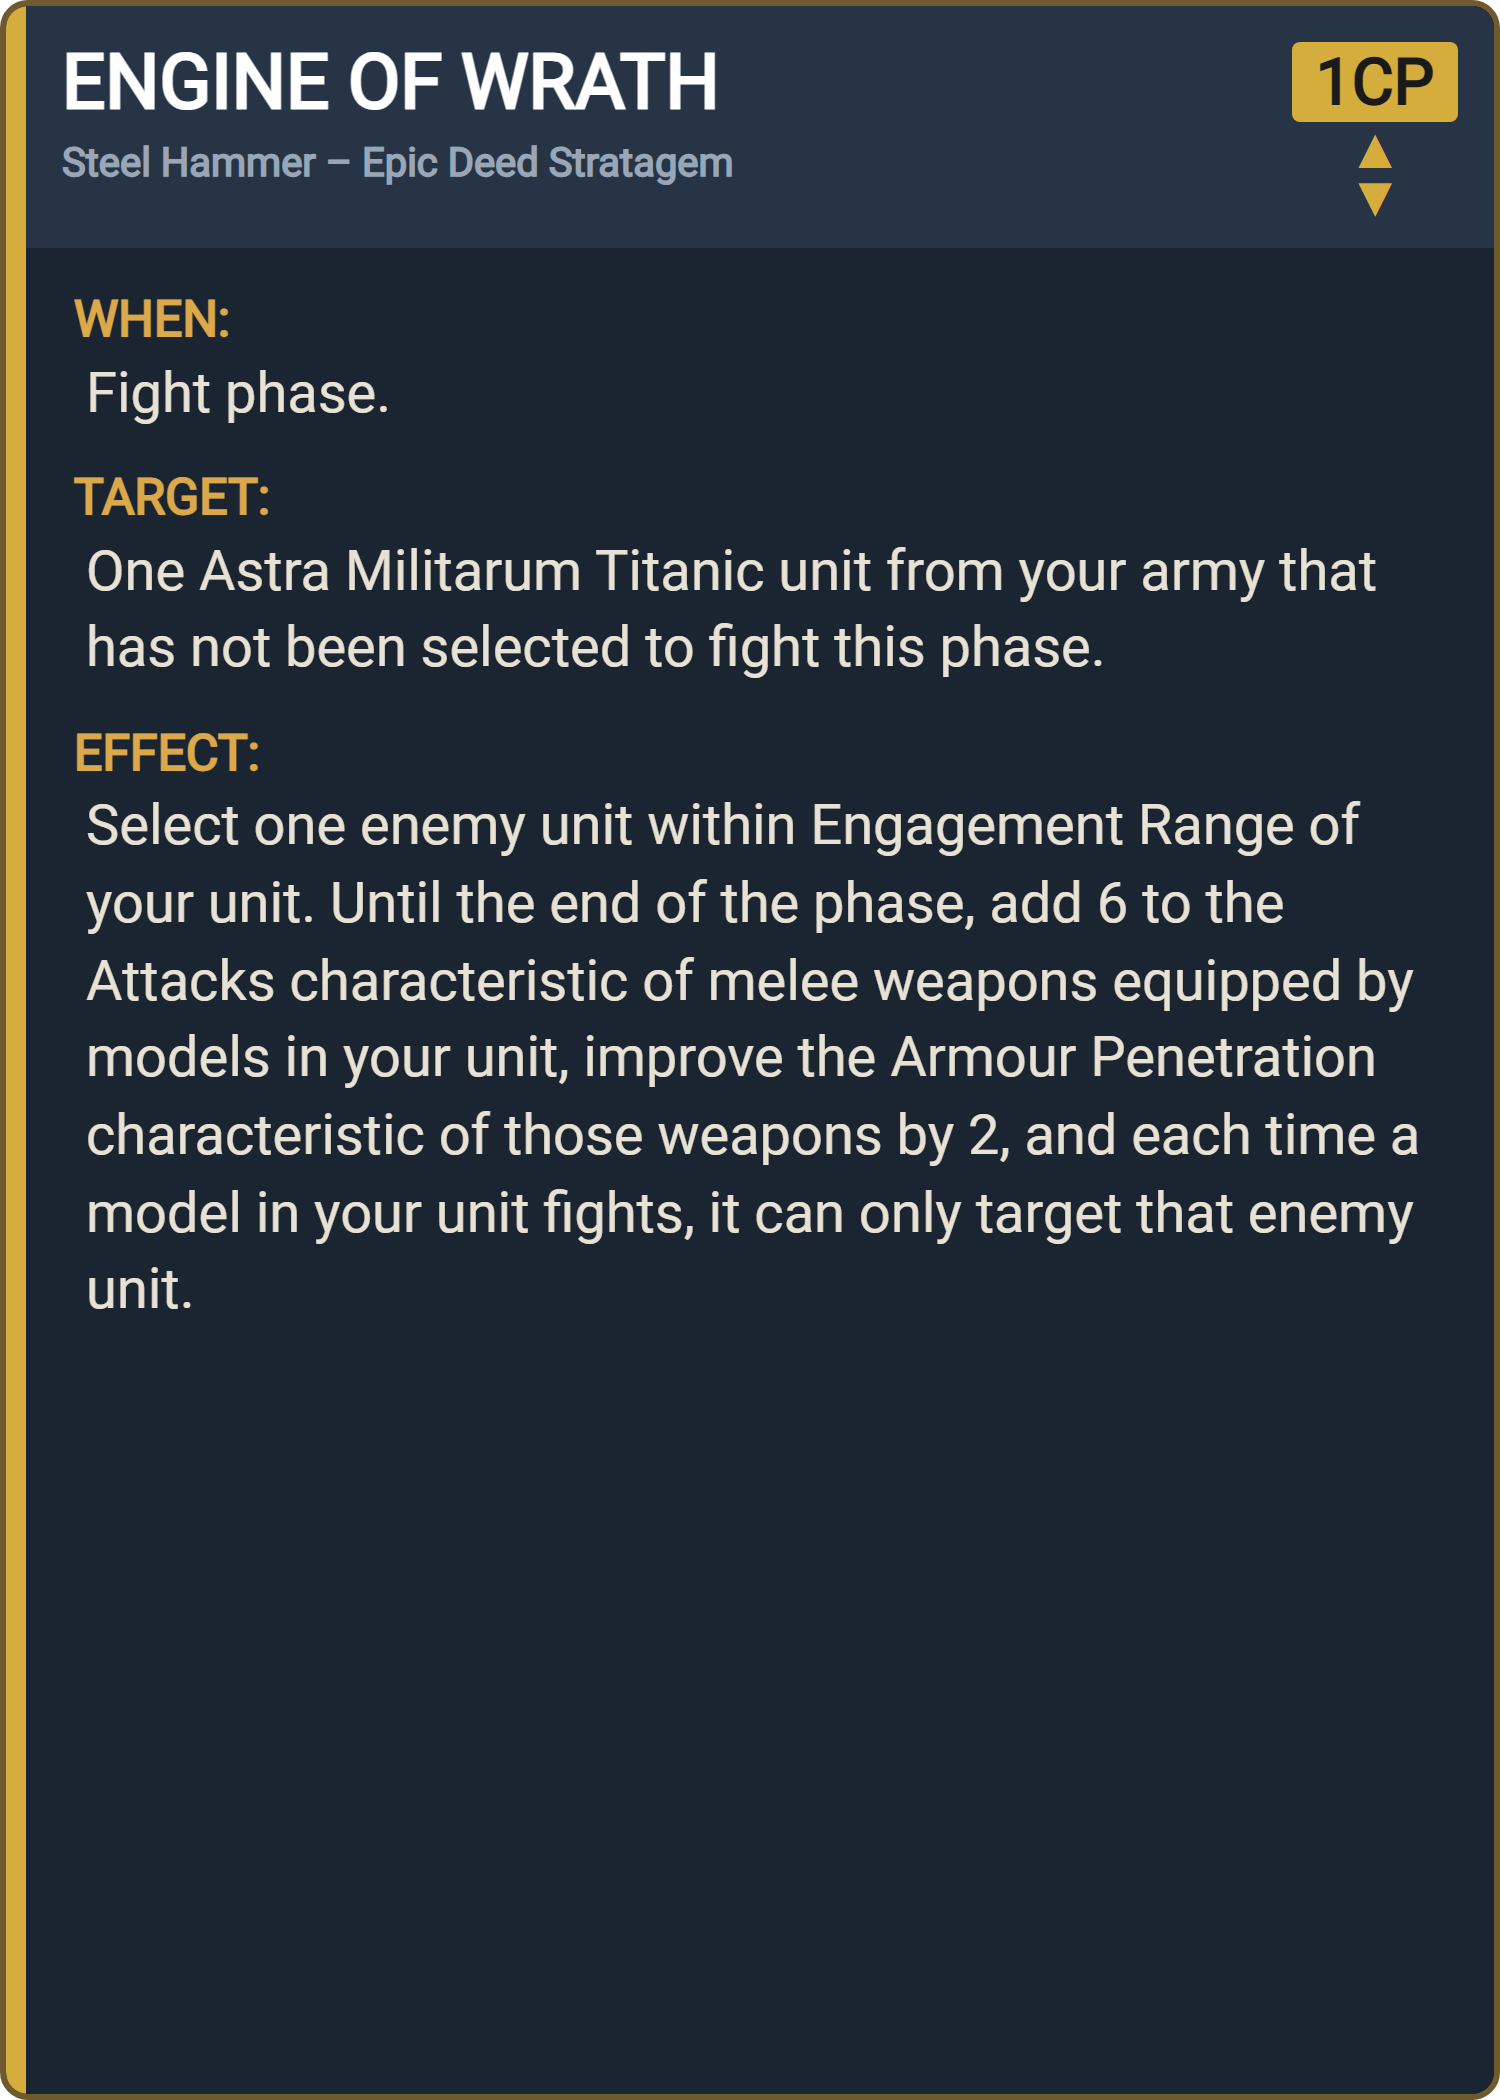 ENGINE OF WRATH
1CP
Steel Hammer – Epic Deed Stratagem
▲
▼
WHEN:
Fight phase.
TARGET:
One Astra Militarum Titanic unit from your army that
has not been selected to fight this phase.
EFFECT:
Select one enemy unit within Engagement Range of
your unit. Until the end of the phase, add 6 to the
Attacks characteristic of melee weapons equipped by
models in your unit, improve the Armour Penetration
characteristic of those weapons by 2, and each time a
model in your unit fights, it can only target that enemy
unit.